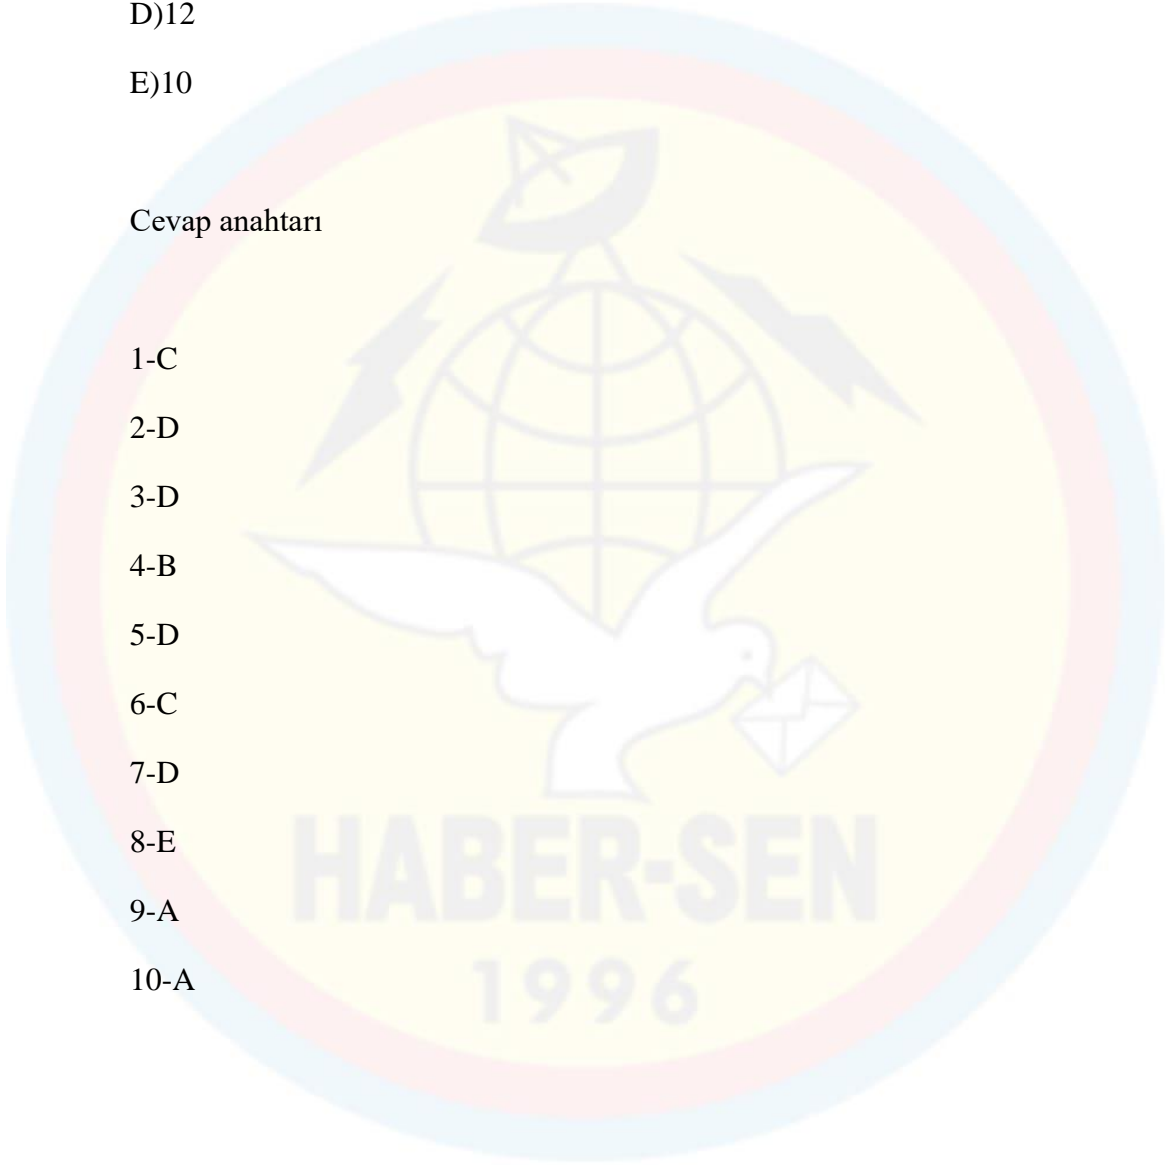 D)12
E)10
Cevap anahtarı
1-C
2-D
3-D
4-B
5-D
6-C
7-D
8-E
9-A
10-A
HABER-SEN
1996